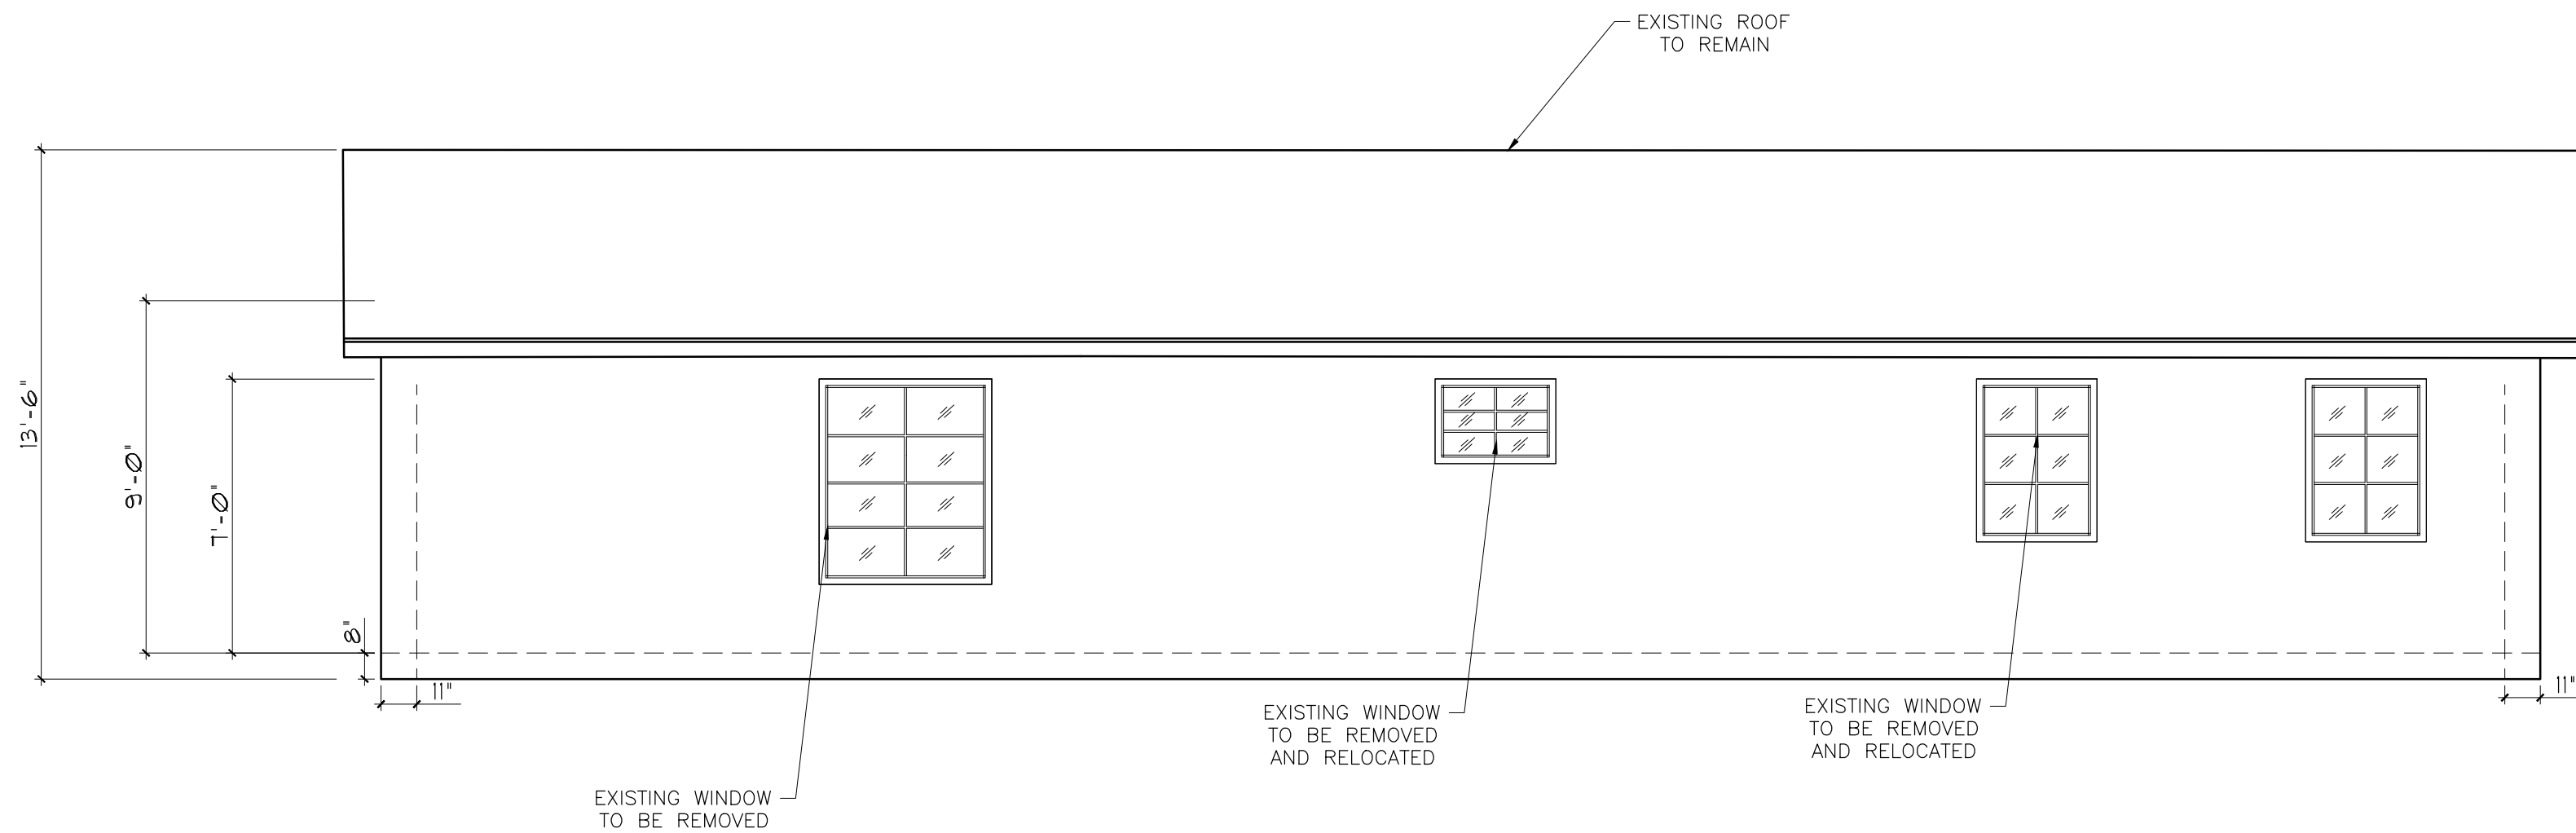 EXISTING ROOF
TO REMAIN
13'-6"
9'-0"
7'-0"
8"
11"
11"
EXISTING WINDOW
TO BE REMOVED
AND RELOCATED
EXISTING WINDOW
TO BE REMOVED
AND RELOCATED
EXISTING WINDOW
TO BE REMOVED